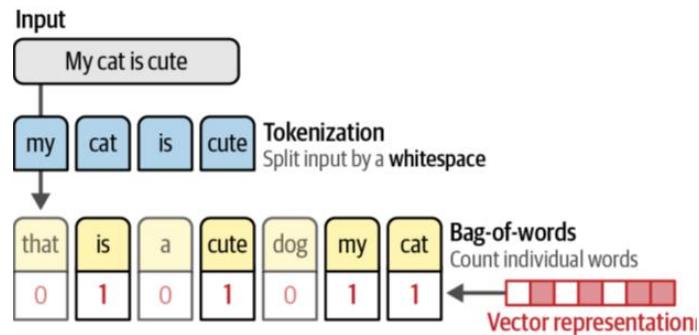 Input
My cat is cute
my cat is cute
Tokenization
Split input by a whitespace
that is a cute dog my cat
0 1 0 1 0 1 1
Bag-of-words
Count individual words
Vector representation